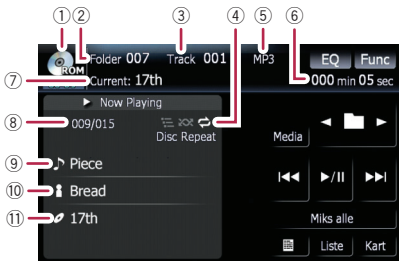 ① ② ③ ④ ⑤ ⑥
ROM Folder 007 Track 001 MP3 EQ Func
⑦ Current: 17th 000 min 05 sec
Now Playing
⑧ 009/015
Disc Repeat Media
⑨ Piece
⑩ Bread
⑪ 17th Miks alle
Liste Kart